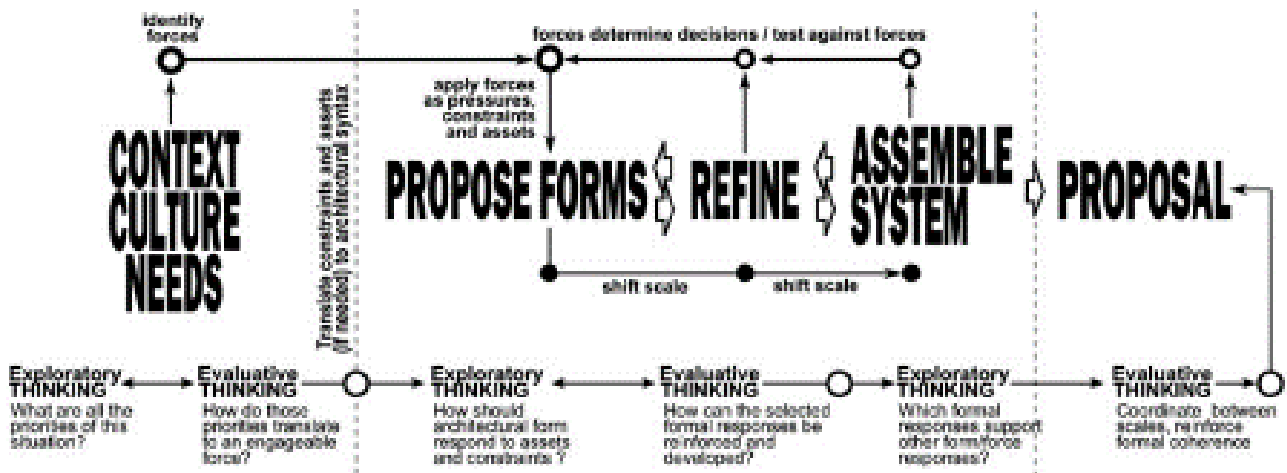 identify
forces
forces determine decisions / test against forces
apply forces
as pressures,
constraints
and assets
Translate constraints and assets
(if needed) to architectural syntax
CONTEXT
CULTURE
NEEDS
PROPOSE FORMS
REFINE
ASSEMBLE
SYSTEM
PROPOSAL
shift scale
shift scale
Exploratory
THINKING
What are all the
priorities of this
situation?
Evaluative
THINKING
How do those
priorities translate
to an engageable
force?
Exploratory
THINKING
How should
architectural form
respond to assets
and constraints ?
Evaluative
THINKING
How can the selected
formal responses be
reinforced and
developed?
Exploratory
THINKING
Which formal
responses support
other form/force
responses?
Evaluative
THINKING
Coordinate between
scales, reinforce
formal coherence